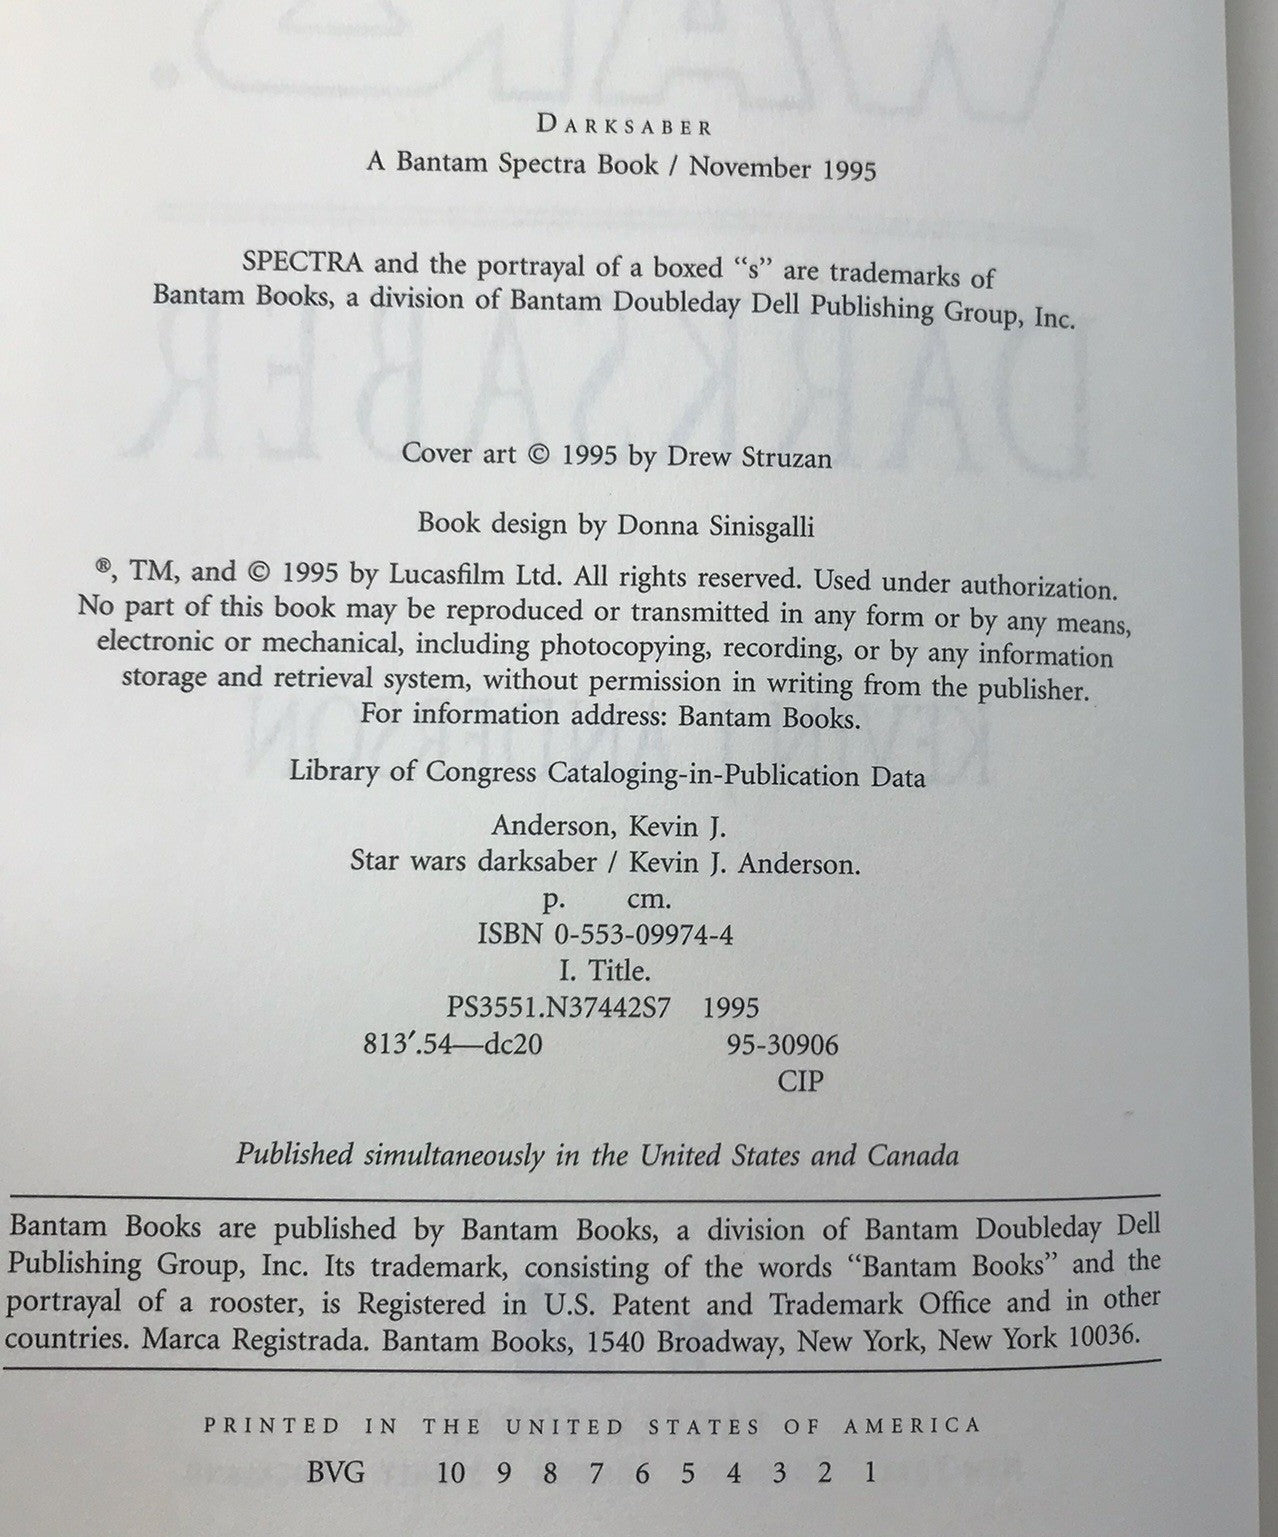 DARKSABER
A Bantam Spectra Book / November 1995
SPECTRA and the portrayal of a boxed “s” are trademarks of
Bantam Books, a division of Bantam Doubleday Dell Publishing Group, Inc.
Cover art © 1995 by Drew Struzan
Book design by Donna Sinisgalli
®, TM, and © 1995 by Lucasfilm Ltd. All rights reserved. Used under authorization.
No part of this book may be reproduced or transmitted in any form or by any means,
electronic or mechanical, including photocopying, recording, or by any information
storage and retrieval system, without permission in writing from the publisher.
For information address: Bantam Books.
Library of Congress Cataloging-in-Publication Data
Anderson, Kevin J.
Star wars darksaber / Kevin J. Anderson.
p. cm.
ISBN 0-553-09974-4
I. Title.
PS3551.N37442S7 1995
813′.54—dc20 95-30906
CIP
Published simultaneously in the United States and Canada
Bantam Books are published by Bantam Books, a division of Bantam Doubleday Dell
Publishing Group, Inc. Its trademark, consisting of the words “Bantam Books” and the
portrayal of a rooster, is Registered in U.S. Patent and Trademark Office and in other
countries. Marca Registrada. Bantam Books, 1540 Broadway, New York, New York 10036.
PRINTED IN THE UNITED STATES OF AMERICA
BVG 10 9 8 7 6 5 4 3 2 1